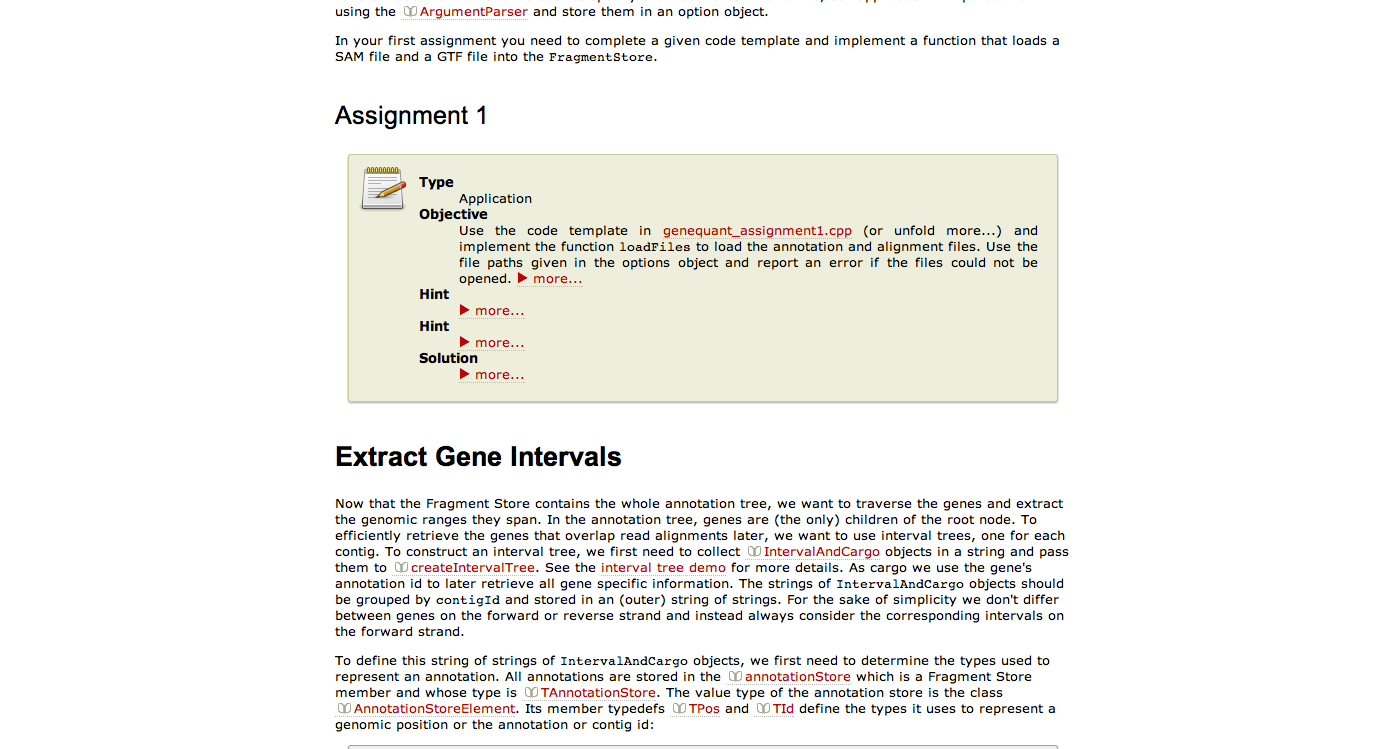 using the ArgumentParser and store them in an option object.
In your first assignment you need to complete a given code template and implement a function that loads a
SAM file and a GTF file into the FragmentStore.
Assignment 1
Type
Application
Objective
Use the code template in genequant_assignment1.cpp (or unfold more...) and
implement the function loadFiles to load the annotation and alignment files. Use the
file paths given in the options object and report an error if the files could not be
opened. more...
Hint
more...
Hint
more...
Solution
more...
Extract Gene Intervals
Now that the Fragment Store contains the whole annotation tree, we want to traverse the genes and extract
the genomic ranges they span. In the annotation tree, genes are (the only) children of the root node. To
efficiently retrieve the genes that overlap read alignments later, we want to use interval trees, one for each
contig. To construct an interval tree, we first need to collect IntervalAndCargo objects in a string and pass
them to createIntervalTree. See the interval tree demo for more details. As cargo we use the gene's
annotation id to later retrieve all gene specific information. The strings of IntervalAndCargo objects should
be grouped by contigId and stored in an (outer) string of strings. For the sake of simplicity we don't differ
between genes on the forward or reverse strand and instead always consider the corresponding intervals on
the forward strand.
To define this string of strings of IntervalAndCargo objects, we first need to determine the types used to
represent an annotation. All annotations are stored in the annotationStore which is a Fragment Store
member and whose type is TAnnotationStore. The value type of the annotation store is the class
AnnotationStoreElement. Its member typedefs TPos and TId define the types it uses to represent a
genomic position or the annotation or contig id: